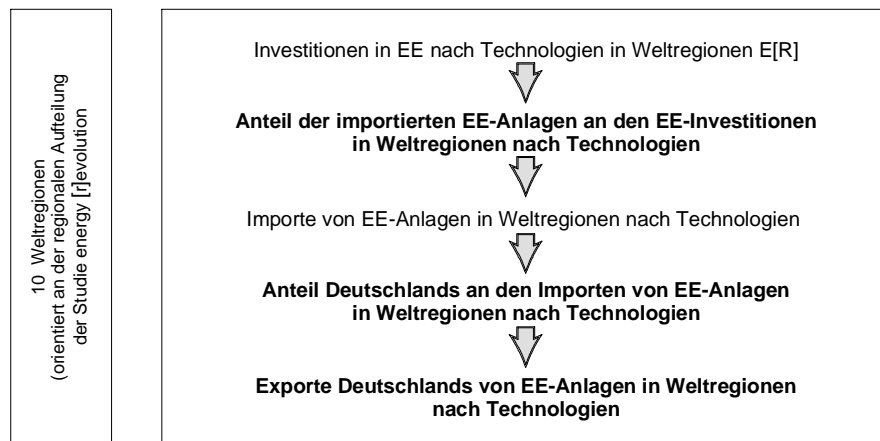 10 Weltregionen
(orientiert an der regionalen Aufteilung
der Studie energy [r]evolution
Investitionen in EE nach Technologien in Weltregionen E[R]
Anteil der importierten EE-Anlagen an den EE-Investitionen
in Weltregionen nach Technologien
Importe von EE-Anlagen in Weltregionen nach Technologien
Anteil Deutschlands an den Importen von EE-Anlagen
in Weltregionen nach Technologien
Exporte Deutschlands von EE-Anlagen in Weltregionen
nach Technologien